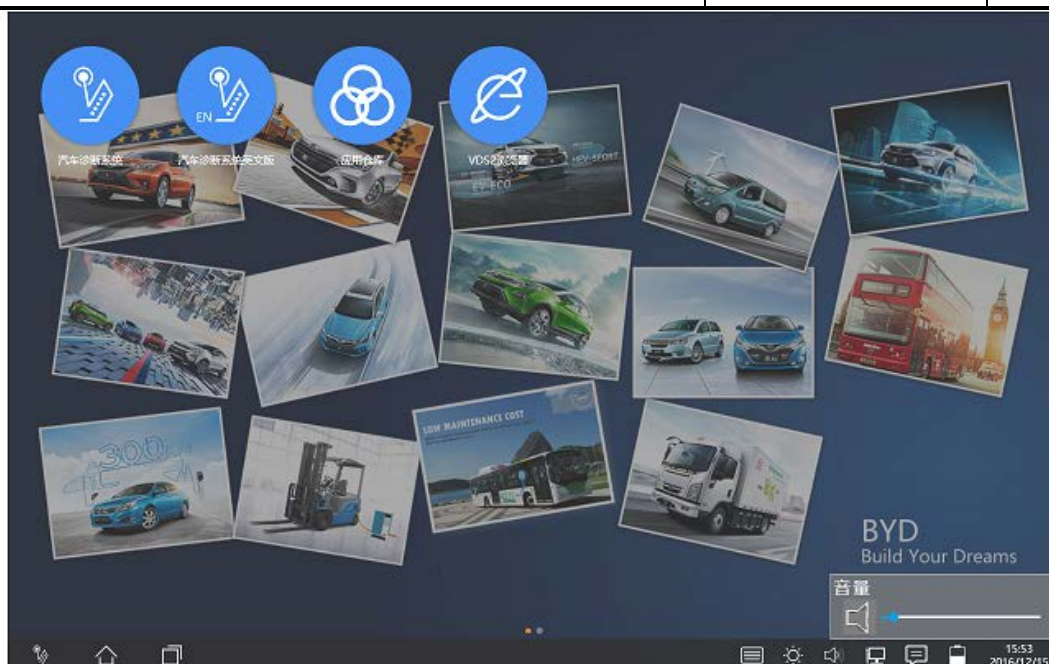 EN
汽车诊断系统
汽车诊断系统英文版
应用仓库
VDS2浏览器
HEV-SPORT
EV-ECO
300
LOW MAINTENANCE COST
BYD
Build Your Dreams
音量
15:53
2016/12/15